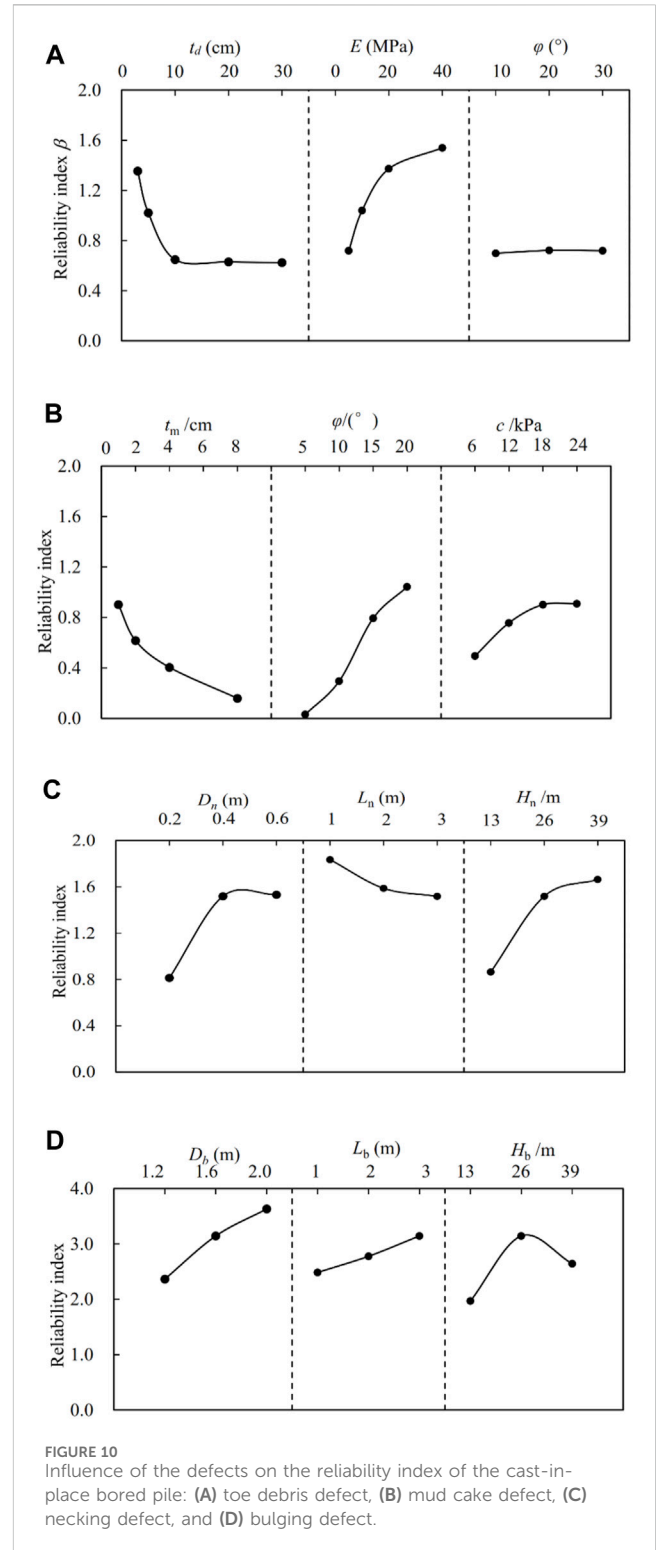 A
t_d (cm) E (MPa) φ (°)
0 10 20 30 0 20 40 10 20 30
2.0
1.6
1.2
0.8
0.4
0.0
Reliability index β
B
t_m /cm φ/(° ) c /kPa
0 2 4 6 8 5 10 15 20 6 12 18 24
2.0
1.6
1.2
0.8
0.4
0.0
Reliability index
C
D_n (m) L_n (m) H_n /m
0.2 0.4 0.6 1 2 3 13 26 39
2.0
1.6
1.2
0.8
0.4
0.0
Reliability index
D
D_b (m) L_b (m) H_b /m
1.2 1.6 2.0 1 2 3 13 26 39
4.0
3.0
2.0
1.0
0.0
Reliability index
FIGURE 10
Influence of the defects on the reliability index of the cast-in-
place bored pile: (A) toe debris defect, (B) mud cake defect, (C)
necking defect, and (D) bulging defect.